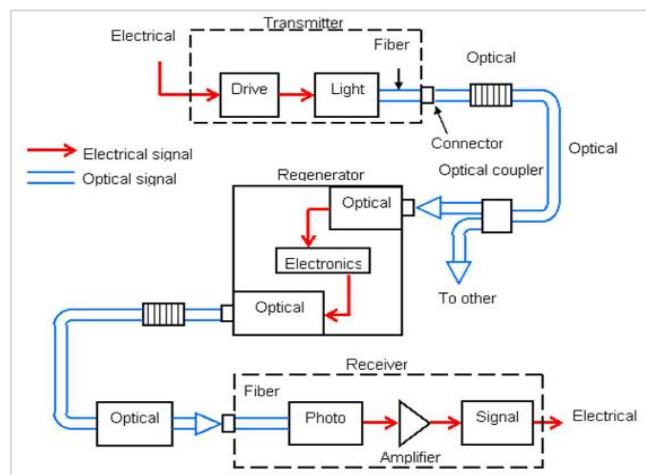 Transmitter
Electrical
Fiber
Optical
Drive
Light
Connector
Electrical signal
Optical signal
Optical coupler
Optical
Regenerator
Optical
Electronics
Optical
To other
Receiver
Fiber
Optical
Photo
Signal
Electrical
Amplifier